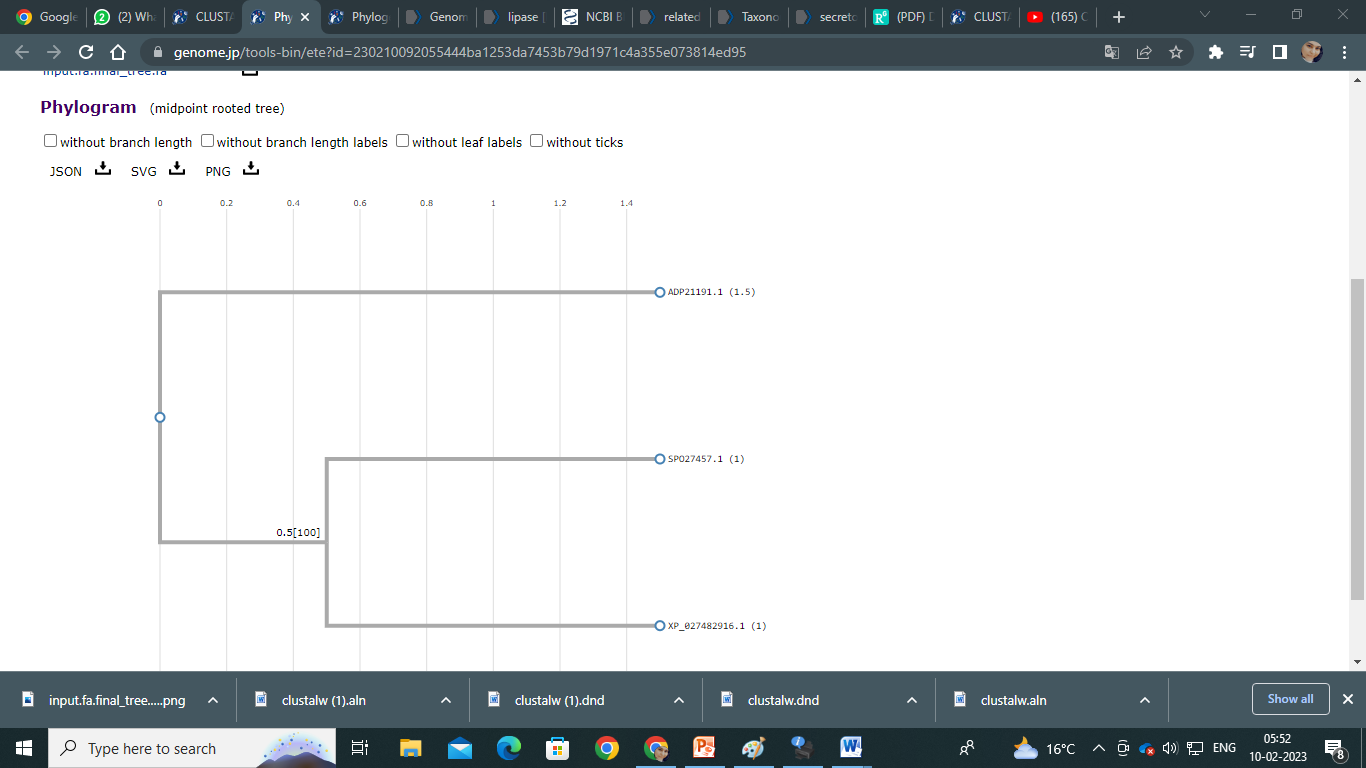 Google
(2) Wha
CLUSTA
Phy
Phylog
Genom
lipase
NCBI B
related
Taxono
secreto
(PDF) D
CLUSTA
(165) C
genome.jp/tools-bin/ete?id=230210092055444ba1253da7453b79d1971c4a355e073814ed95
input.fa.final_tree.fa
Phylogram (midpoint rooted tree)
without branch length without branch length labels without leaf labels without ticks
JSON SVG PNG
0 0.2 0.4 0.6 0.8 1 1.2 1.4
ADP21191.1 (1.5)
SPO27457.1 (1)
0.5[100]
XP_027482916.1 (1)
input.fa.final_tree.....png
clustalw (1).aln
clustalw (1).dnd
clustalw.dnd
clustalw.aln
Show all
Type here to search
16°C
ENG
05:52
10-02-2023
8